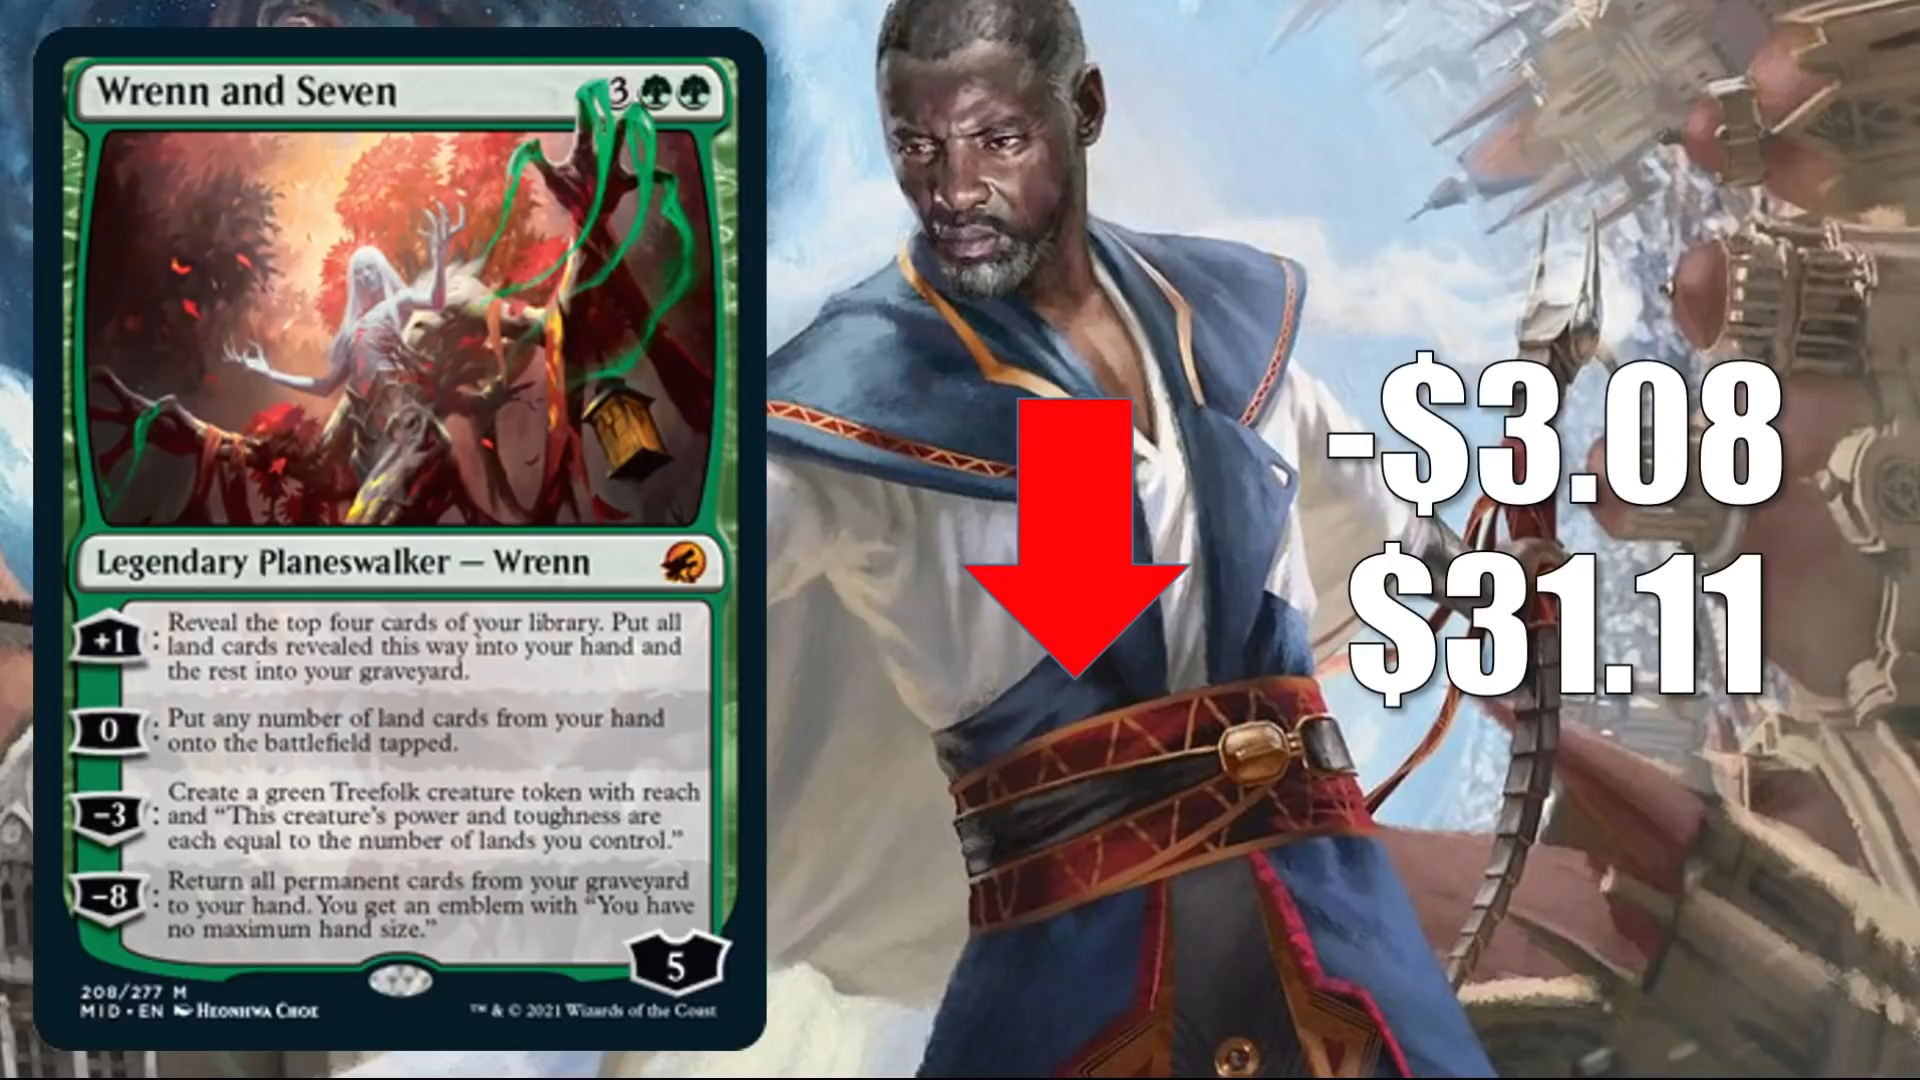 Wrenn and Seven 3
Legendary Planeswalker — Wrenn
+1 : Reveal the top four cards of your library. Put all
land cards revealed this way into your hand and
the rest into your graveyard.
0 : Put any number of land cards from your hand
onto the battlefield tapped.
−3 : Create a green Treefolk creature token with reach
and “This creature’s power and toughness are
each equal to the number of lands you control.”
−8 : Return all permanent cards from your graveyard
to your hand. You get an emblem with “You have
no maximum hand size.”
5
208/277 M
MID • EN Heonhwa Choe
™ & © 2021 Wizards of the Coast
-$3.08
$31.11